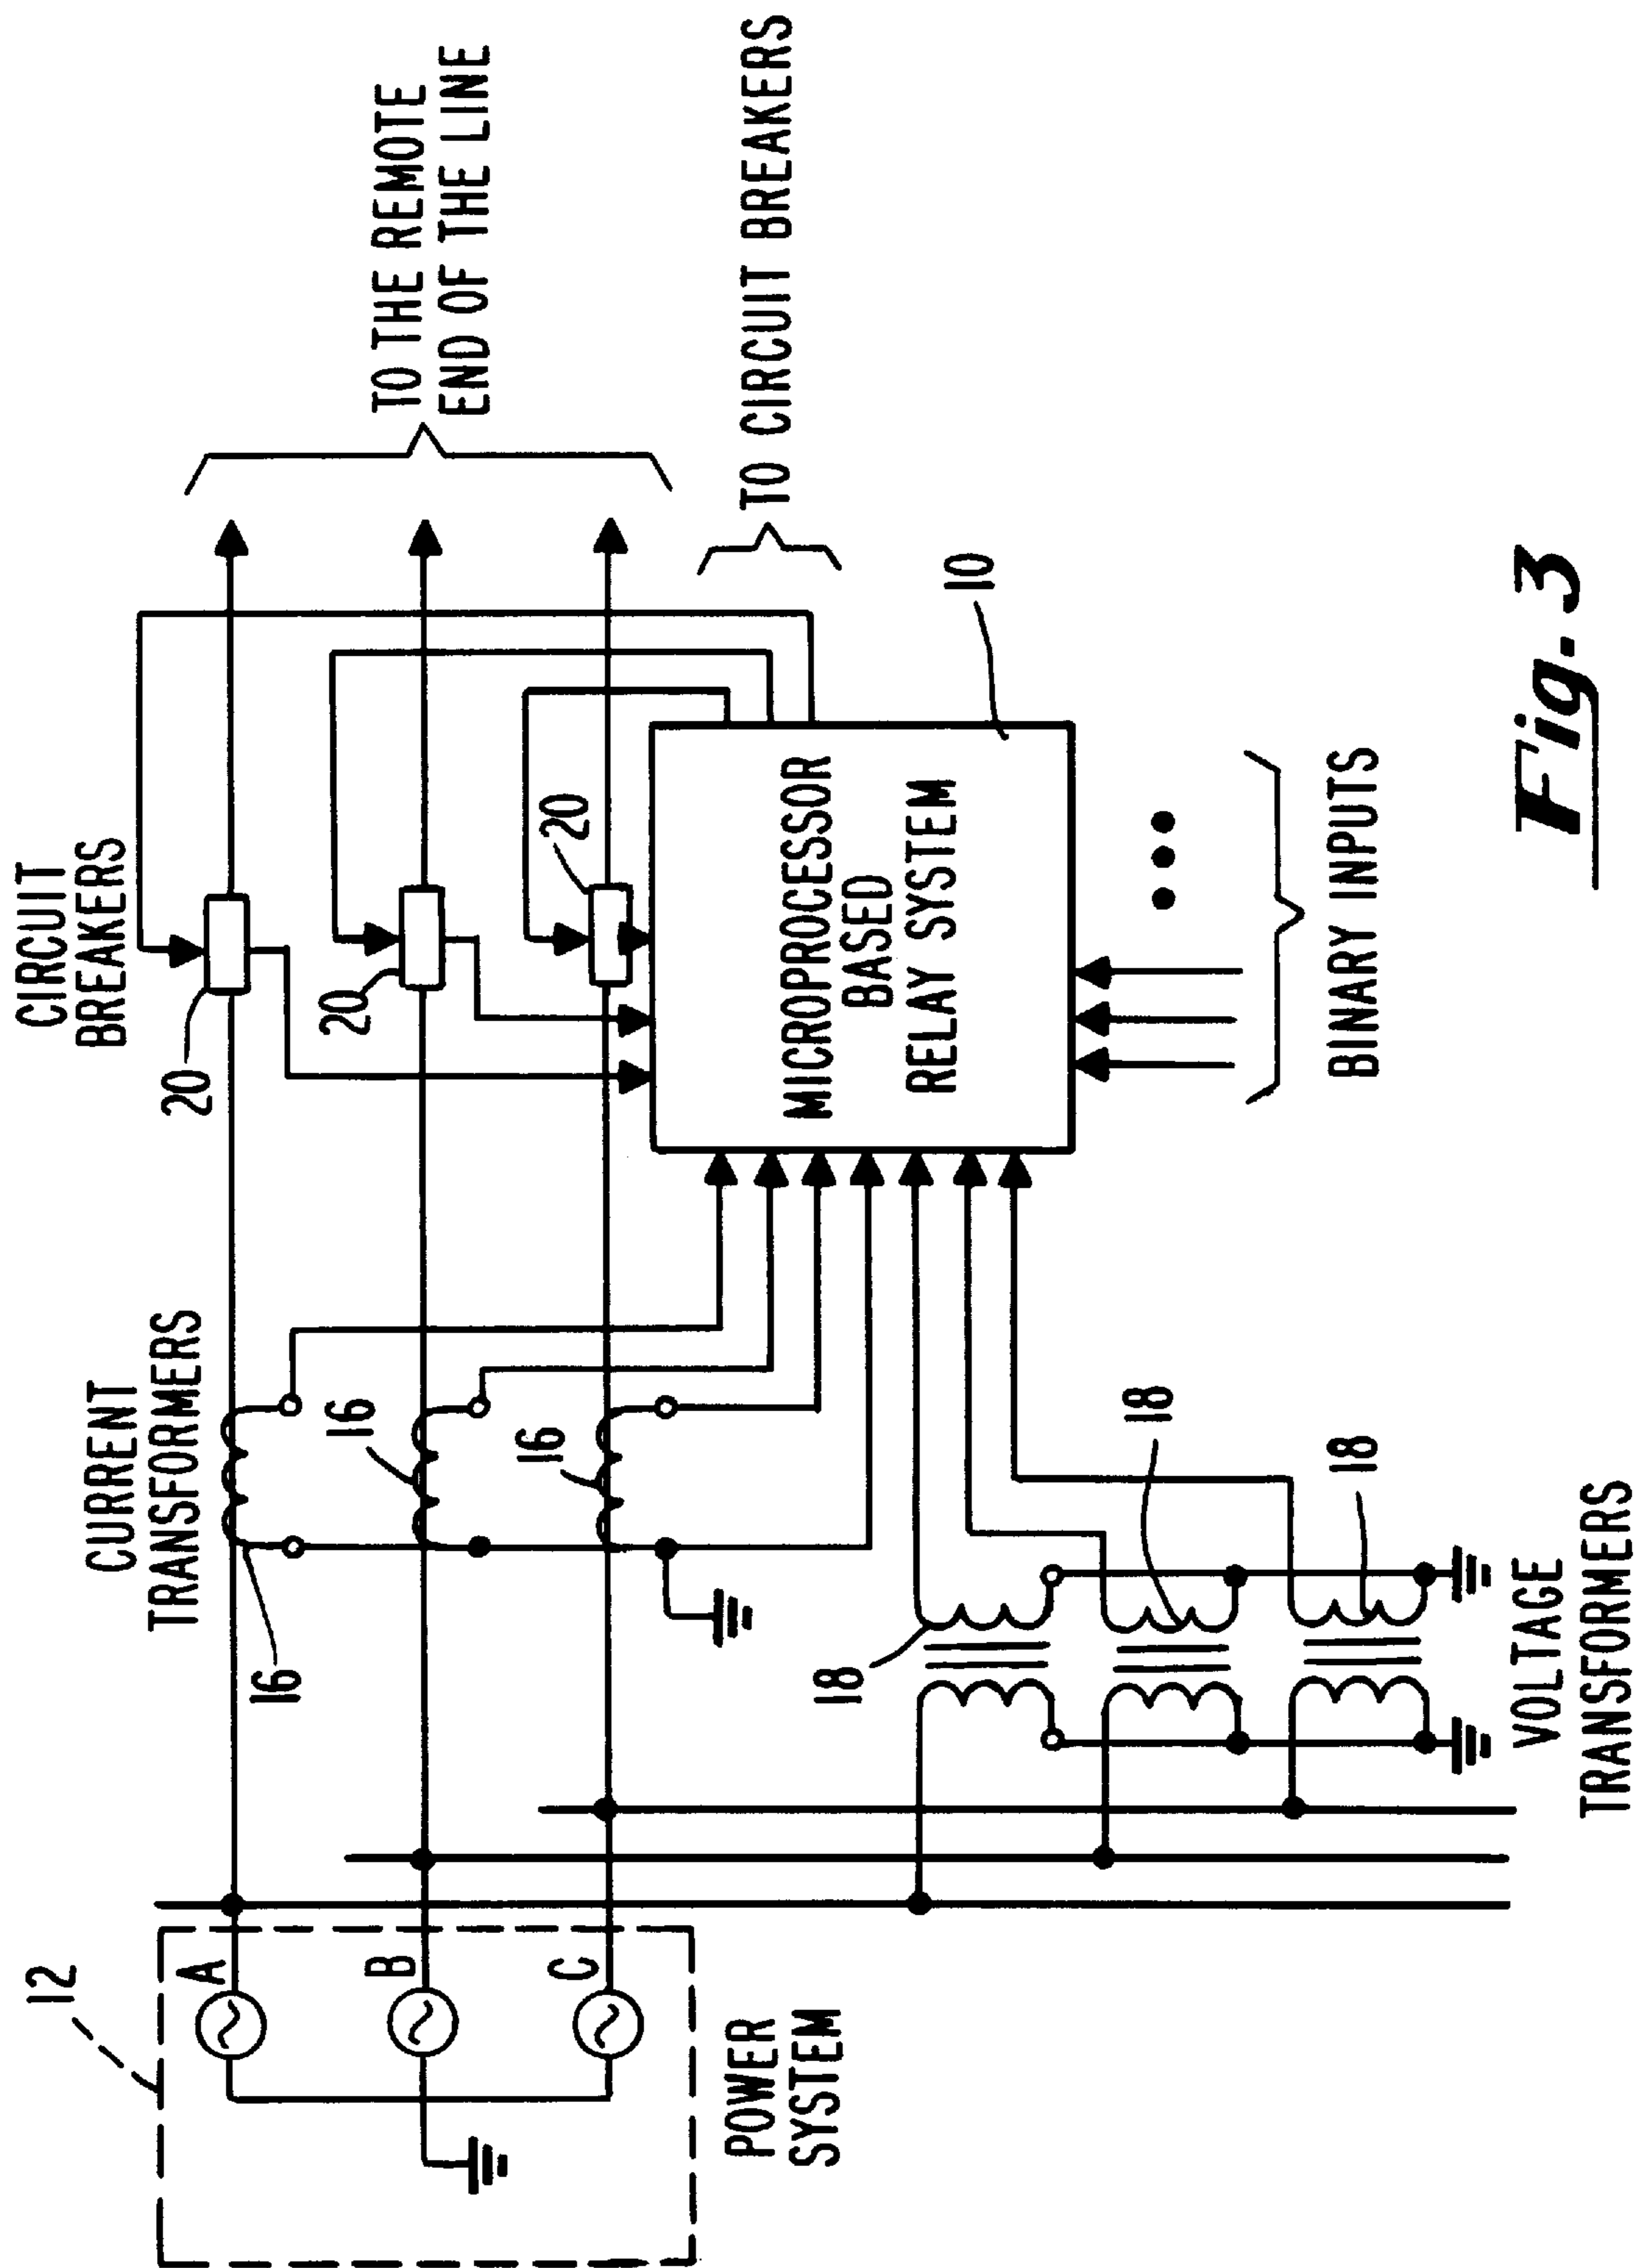 CIRCUIT
BREAKERS
TO THE REMOTE
END OF THE LINE
TO CIRCUIT BREAKERS
CURRENT
TRANSFORMERS
12
A
B
C
POWER
SYSTEM
16
16
16
20
20
20
10
MICROPROCESSOR
BASED
RELAY SYSTEM
18
18
18
VOLTAGE
TRANSFORMERS
BINARY INPUTS
Fig. 3